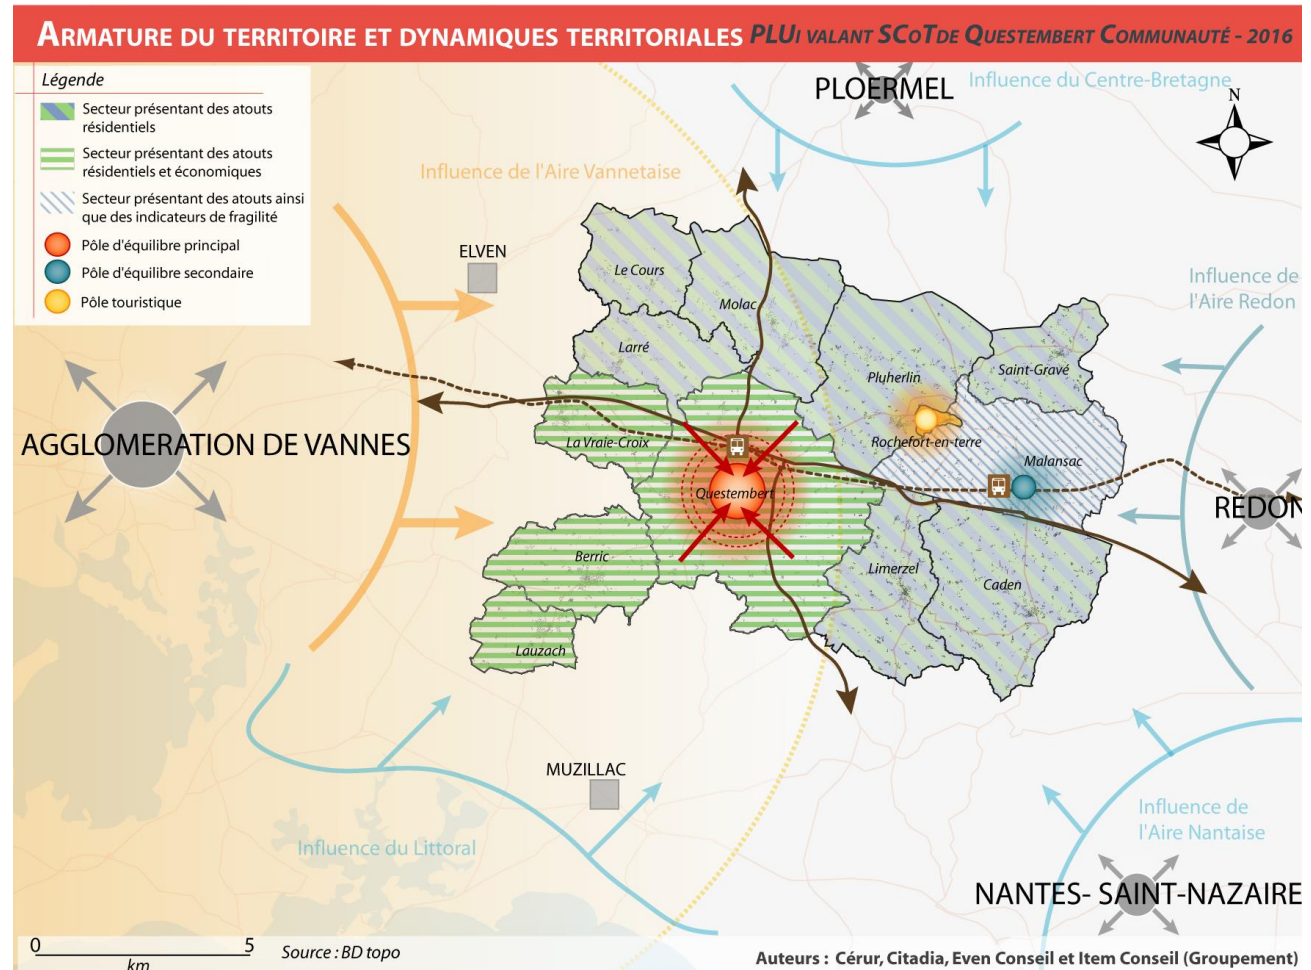 ARMATURE DU TERRITOIRE ET DYNAMIQUES TERRITORIALES PLUi VALANT SCoTDE QUESTEMBERT COMMUNAUTÉ - 2016
Légende
Secteur présentant des atouts
résidentiels
Secteur présentant des atouts
résidentiels et économiques
Secteur présentant des atouts ainsi
que des indicateurs de fragilité
Pôle d'équilibre principal
Pôle d'équilibre secondaire
Pôle touristique
PLOERMEL
Influence du Centre-Bretagne
N
Influence de l'Aire Vannetaise
ELVEN
Le Cours
Molac
Influence de
l'Aire Redon
Larré
Pluherlin
Saint-Gravé
AGGLOMERATION DE VANNES
La Vraie-Croix
Rochefort-en-terre
Malansac
Questembert
REDON
Berric
Limerzel
Caden
Lauzach
MUZILLAC
Influence du Littoral
Influence de
l'Aire Nantaise
NANTES- SAINT-NAZAIRE
0 5
km
Source : BD topo
Auteurs : Cérur, Citadia, Even Conseil et Item Conseil (Groupement)